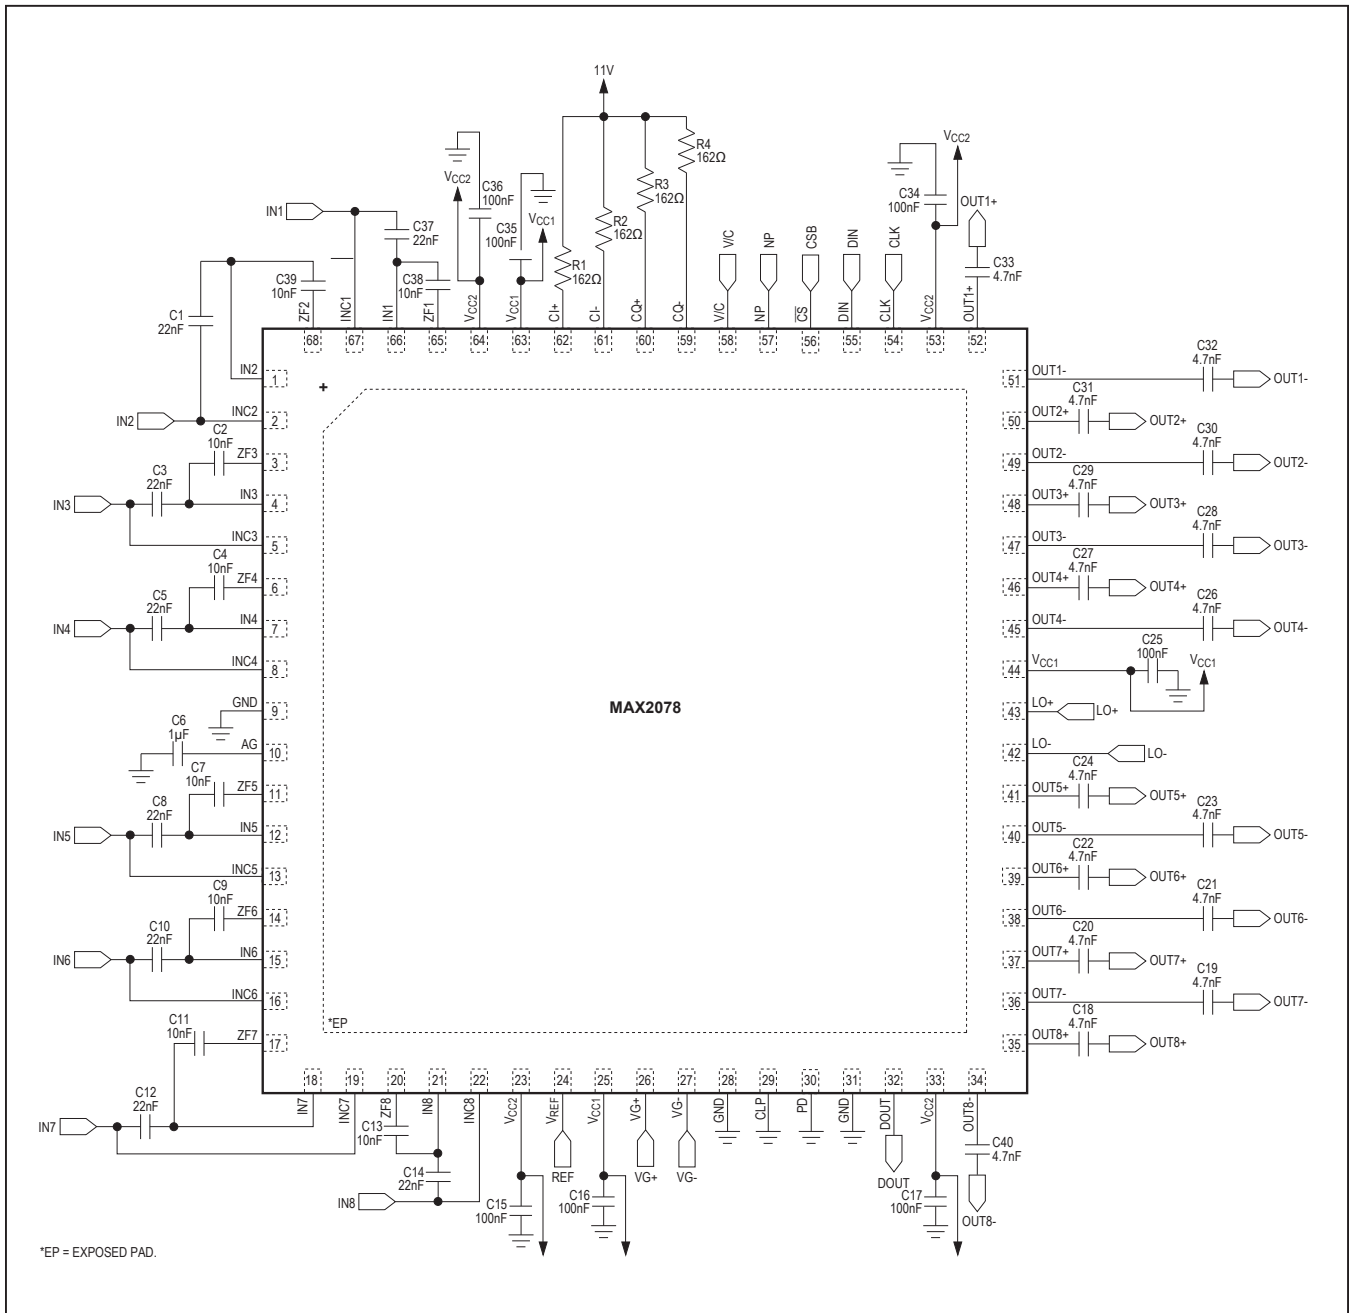 11V
R4
162Ω
R3
162Ω
R2
162Ω
R1
162Ω
VCC2
C36
100nF
C35
100nF
VCC1
VCC2
C34
100nF
OUT1+
C33
4.7nF
IN1
C37
22nF
C39
10nF
C38
10nF
C1
22nF
V/C
NP
CSB
DIN
CLK
ZF2
INC1
IN1
ZF1
VCC2
VCC1
CI+
CI-
CQ+
CQ-
V/C
NP
CS
DIN
CLK
VCC2
OUT1+
68
67
66
65
64
63
62
61
60
59
58
57
56
55
54
53
52
IN2
1
INC2
2
IN2
C2
10nF
ZF3
3
C3
22nF
IN3
IN3
4
INC3
5
C4
10nF
ZF4
6
C5
22nF
IN4
IN4
7
INC4
8
GND
9
C6
1µF
AG
10
C7
10nF
ZF5
11
C8
22nF
IN5
IN5
12
INC5
13
C9
10nF
ZF6
14
C10
22nF
IN6
IN6
15
INC6
16
C11
10nF
ZF7
17
C12
22nF
IN7
+
MAX2078
*EP
51
OUT1-
C32
4.7nF
OUT1-
50
OUT2+
C31
4.7nF
OUT2+
49
OUT2-
C30
4.7nF
OUT2-
48
OUT3+
C29
4.7nF
OUT3+
47
OUT3-
C28
4.7nF
OUT3-
46
OUT4+
C27
4.7nF
OUT4+
45
OUT4-
C26
4.7nF
OUT4-
44
VCC1
C25
100nF
VCC1
43
LO+
LO+
42
LO-
LO-
41
OUT5+
C24
4.7nF
OUT5+
40
OUT5-
C23
4.7nF
OUT5-
39
OUT6+
C22
4.7nF
OUT6+
38
OUT6-
C21
4.7nF
OUT6-
37
OUT7+
C20
4.7nF
OUT7+
36
OUT7-
C19
4.7nF
OUT7-
35
OUT8+
C18
4.7nF
OUT8+
18
19
20
21
22
23
24
25
26
27
28
29
30
31
32
33
34
IN7
INC7
ZF8
IN8
INC8
VCC2
VREF
VCC1
VG+
VG-
GND
CLP
PD
GND
DOUT
VCC2
OUT8-
C13
10nF
C14
22nF
IN8
C15
100nF
REF
C16
100nF
VG+
VG-
DOUT
C17
100nF
C40
4.7nF
OUT8-
*EP = EXPOSED PAD.